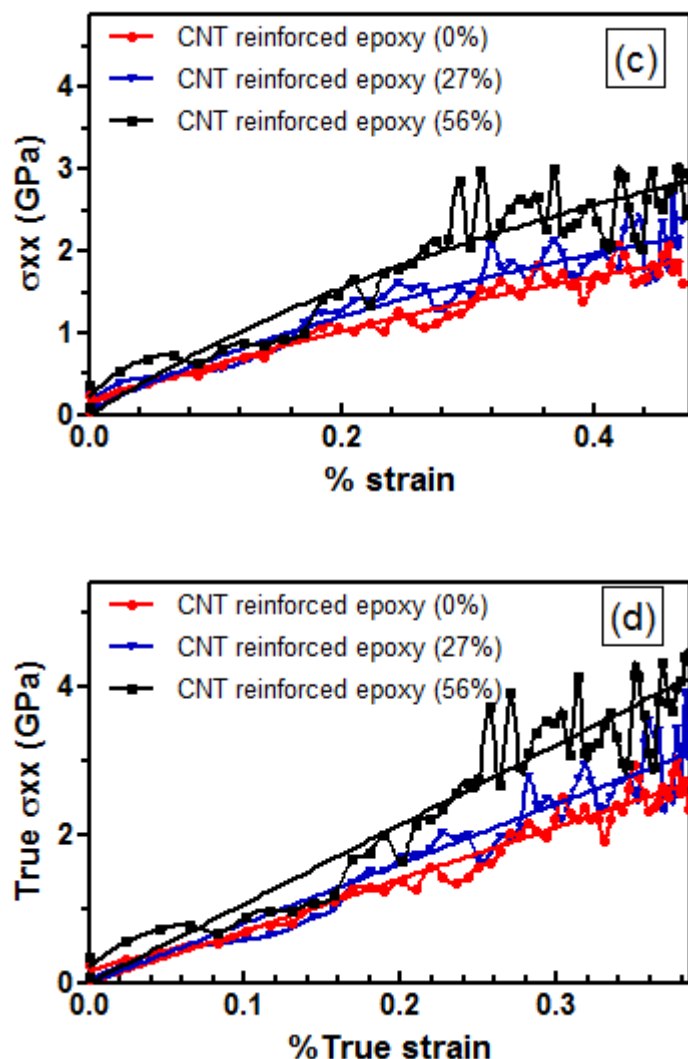 CNT reinforced epoxy (0%)
CNT reinforced epoxy (27%)
CNT reinforced epoxy (56%)
(c)
4
3
2
1
0
σxx (GPa)
0.0 0.2 0.4
% strain
CNT reinforced epoxy (0%)
CNT reinforced epoxy (27%)
CNT reinforced epoxy (56%)
(d)
4
2
0
True σxx (GPa)
0.0 0.1 0.2 0.3
%True strain